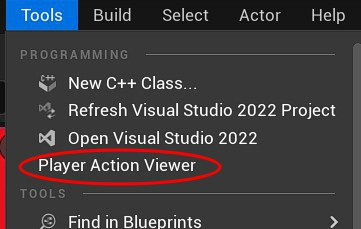 Tools Build Select Actor Help
PROGRAMMING
C++ New C++ Class...
Refresh Visual Studio 2022 Project
Open Visual Studio 2022
Player Action Viewer
TOOLS
Find in Blueprints